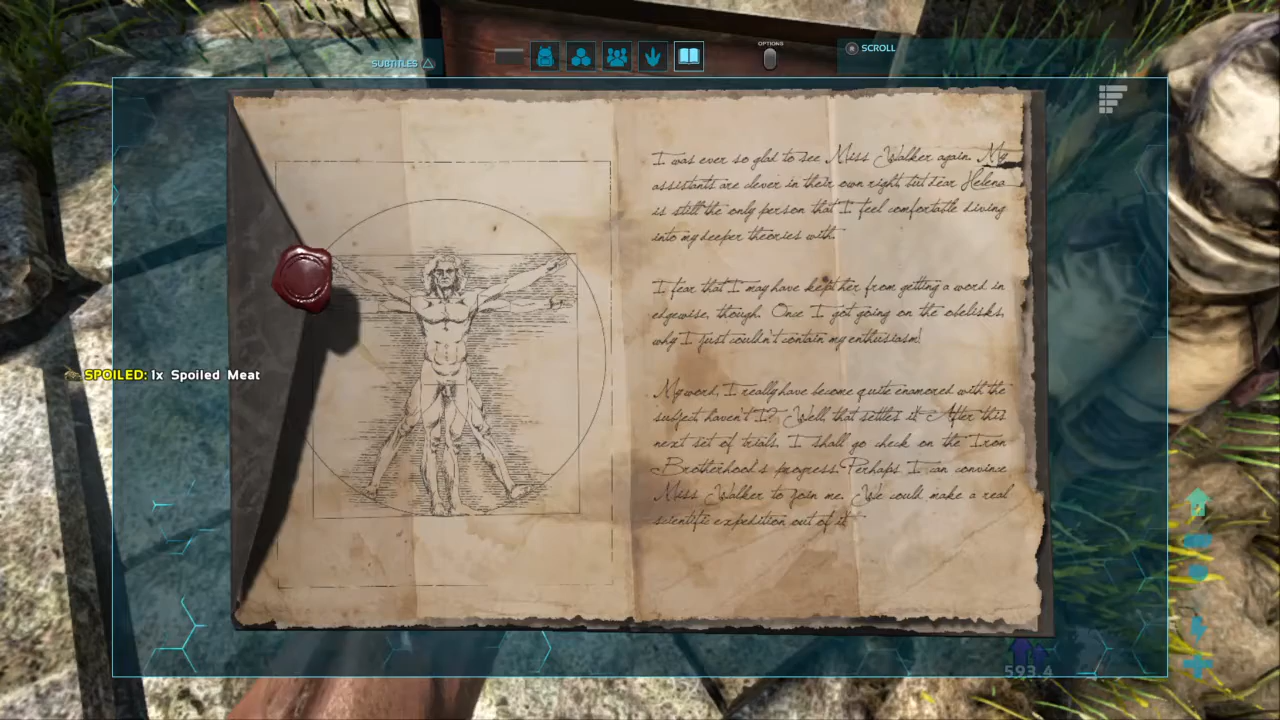 OPTIONS
SCROLL
SUBTITLES
I was ever so glad to see Miss Walker again. My
assistants are clever in their own right, but dear Helena
is still the only person that I feel comfortable diving
into my deeper theories with.
I fear that I may have kept her from getting a word in
edgewise, though. Once I got going on the obelisks,
why I just couldn't contain my enthusiasm!
My word, I really have become quite enamored with the
subject, haven't I? Well, that settles it. After this
next set of trials, I shall go check on the Iron
Brotherhood's progress. Perhaps I can convince
Miss Walker to join me. We could make a real
scientific expedition out of it.
SPOILED: 1x Spoiled Meat
593.4